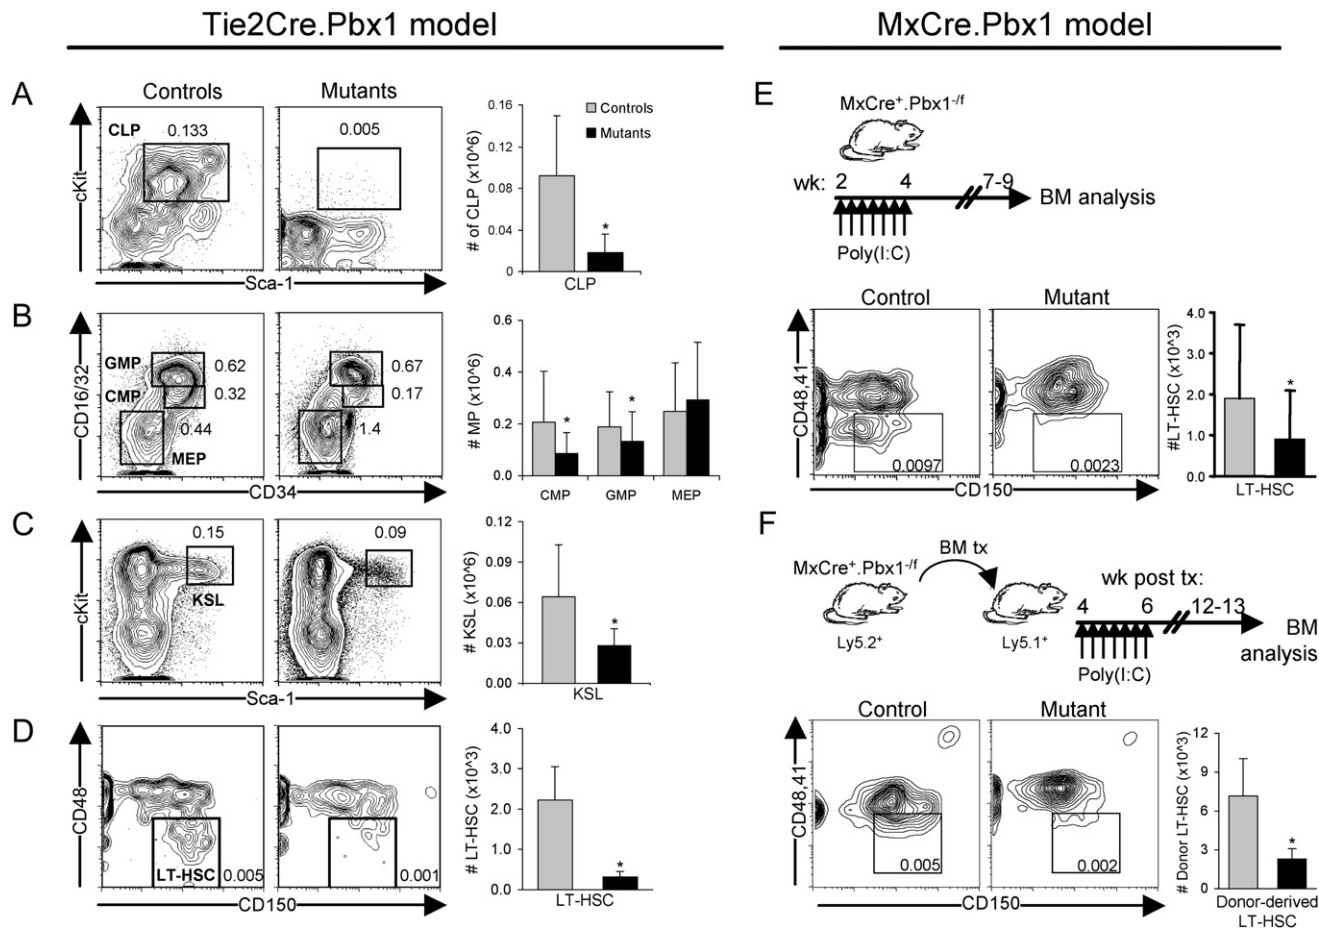 Tie2Cre.Pbx1 model
MxCre.Pbx1 model
A
Controls
Mutants
CLP
0.133
0.005
cKit
Sca-1
# of CLP (x10^6)
0.16
0.12
0.08
0.04
0
Controls
Mutants
*
CLP
B
GMP
CMP
MEP
0.62
0.32
0.44
0.67
0.17
1.4
CD16/32
CD34
# MP (x10^6)
0.6
0.4
0.2
0.0
*
*
CMP
GMP
MEP
C
0.15
KSL
0.09
cKit
Sca-1
# KSL (x10^6)
0.12
0.09
0.06
0.03
0.00
*
KSL
D
CD48
LT-HSC
0.005
0.001
CD150
# LT-HSC (x10^3)
4.0
3.0
2.0
1.0
0.0
*
LT-HSC
E
MxCre⁺.Pbx1⁻/ᶠ
wk: 2 4 7-9
BM analysis
Poly(I:C)
Control
Mutant
CD48,41
0.0097
0.0023
CD150
#LT-HSC (x10^3)
4.0
3.0
2.0
1.0
0.0
*
LT-HSC
F
BM tx
MxCre⁺.Pbx1⁻/ᶠ
Ly5.2⁺
Ly5.1⁺
wk post tx:
4 6 12-13
BM
analysis
Poly(I:C)
Control
Mutant
CD48,41
0.005
0.002
CD150
# Donor LT-HSC (x10^3)
12
9
6
3
0
*
Donor-derived
LT-HSC